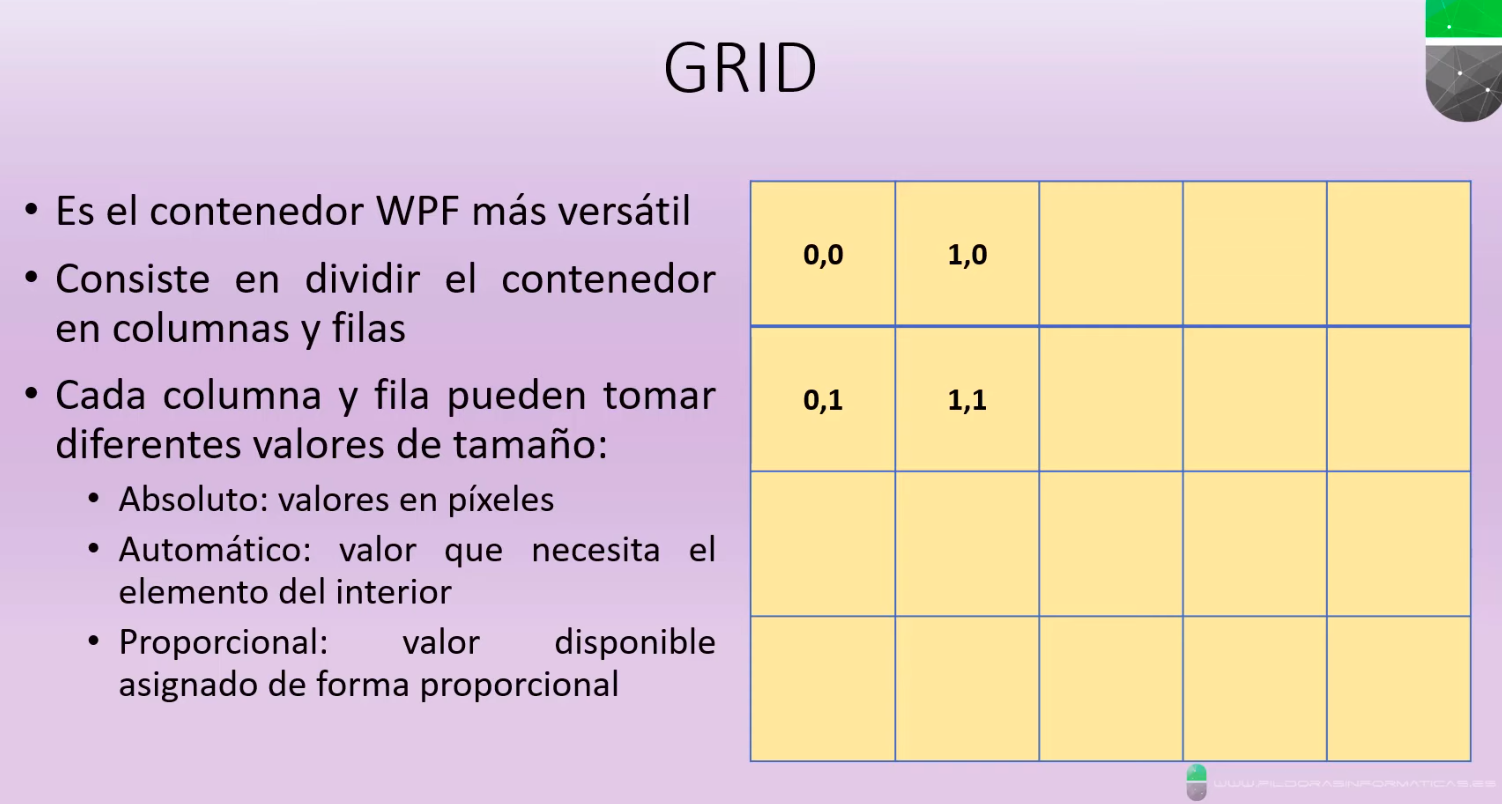 GRID
• Es el contenedor WPF más versátil
• Consiste en dividir el contenedor
en columnas y filas
• Cada columna y fila pueden tomar
diferentes valores de tamaño:
• Absoluto: valores en píxeles
• Automático: valor que necesita el
elemento del interior
• Proporcional: valor disponible
asignado de forma proporcional
0,0 1,0
0,1 1,1
WWW.PILDORASINFORMATICAS.ES